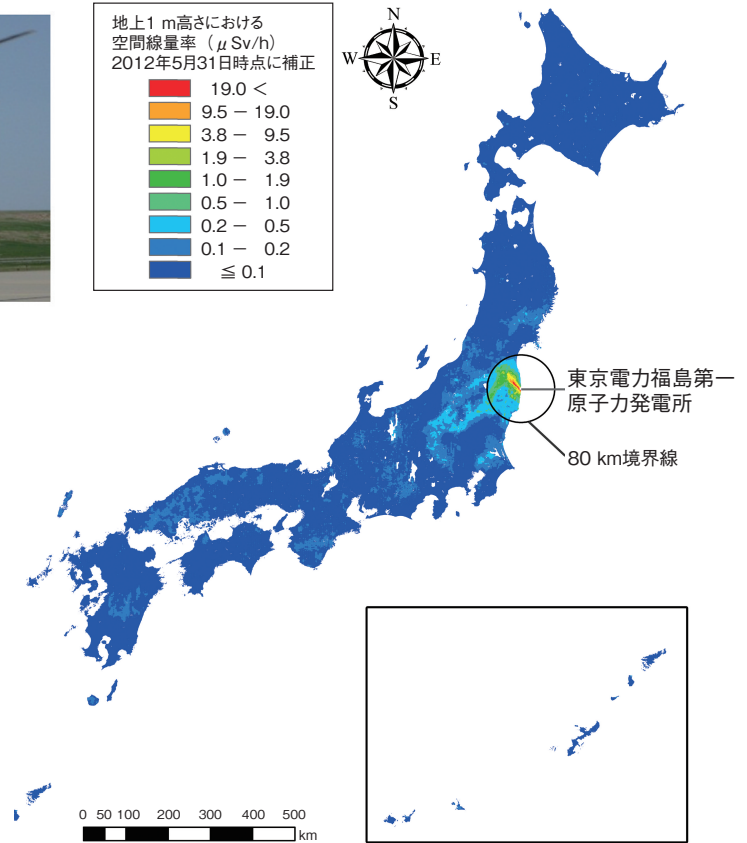 地上1 m高さにおける
空間線量率（μSv/h）
2012年5月31日時点に補正
19.0 <
9.5 − 19.0
3.8 − 9.5
1.9 − 3.8
1.0 − 1.9
0.5 − 1.0
0.2 − 0.5
0.1 − 0.2
≦ 0.1
N
W
E
S
東京電力福島第一
原子力発電所
80 km境界線
0 50 100 200 300 400 500
km